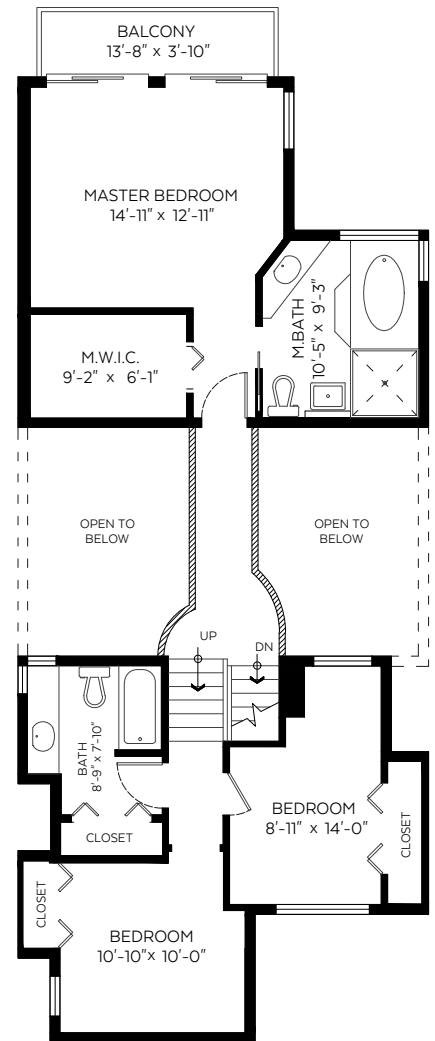 BALCONY
13'-8" x 3'-10"
MASTER BEDROOM
14'-11" x 12'-11"
M.BATH
10'-5" x 9'-3"
M.W.I.C.
9'-2" x 6'-1"
OPEN TO
BELOW
OPEN TO
BELOW
UP
DN
BATH
8'-9" x 7'-10"
BEDROOM
8'-11" x 14'-0"
CLOSET
CLOSET
CLOSET
BEDROOM
10'-10"x 10'-0"